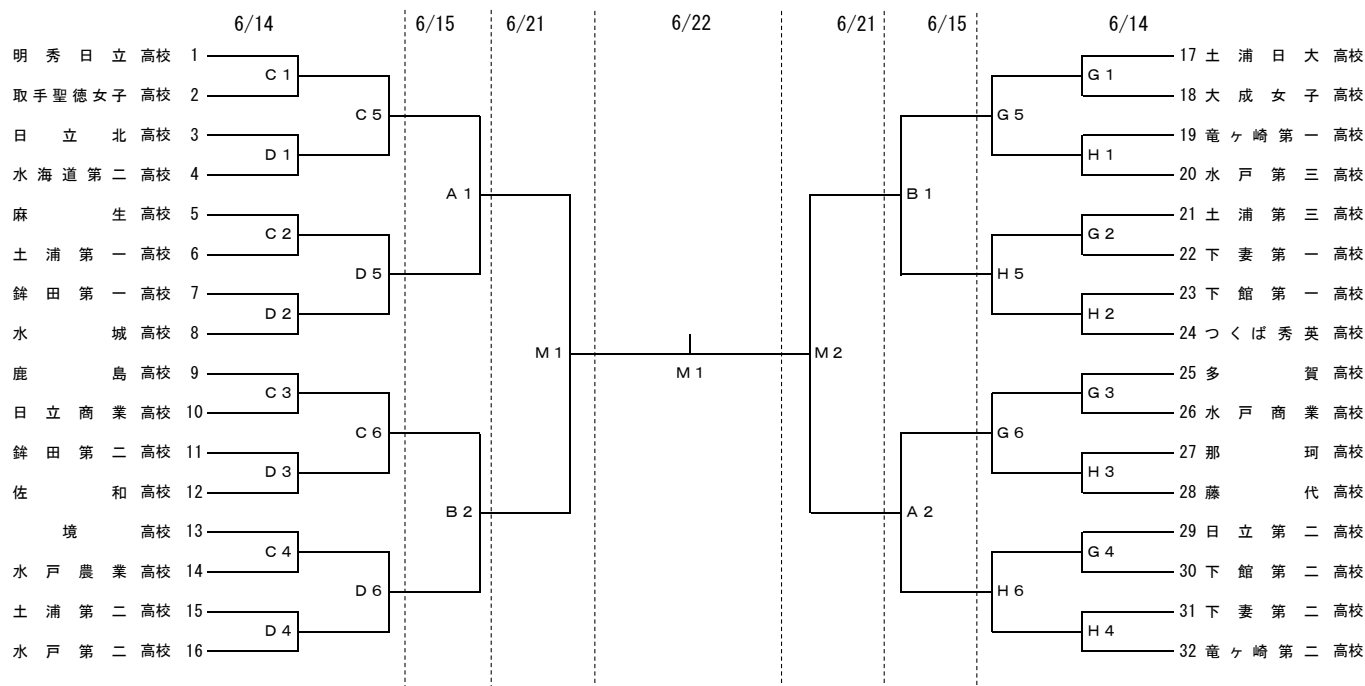 6/14 6/15 6/21 6/22 6/21 6/15 6/14
明秀日立 高校 1 17 土浦日大 高校
C1 G1
取手聖徳女子 高校 2 18 大成女子 高校
C5 G5
日立北 高校 3 19 竜ヶ崎第一 高校
D1 H1
水海道第二 高校 4 20 水戸第三 高校
A1 B1
麻生 高校 5 21 土浦第三 高校
C2 G2
土浦第一 高校 6 22 下妻第一 高校
D5 H5
鉾田第一 高校 7 23 下館第一 高校
D2 H2
水城 高校 8 24 つくば秀英 高校
M1 M2
M1
鹿島 高校 9 25 多賀 高校
C3 G3
日立商業 高校 10 26 水戸商業 高校
C6 G6
鉾田第二 高校 11 27 那珂 高校
D3 H3
佐和 高校 12 28 藤代 高校
B2 A2
境 高校 13 29 日立第二 高校
C4 G4
水戸農業 高校 14 30 下館第二 高校
D6 H6
土浦第二 高校 15 31 下妻第二 高校
D4 H4
水戸第二 高校 16 32 竜ヶ崎第二 高校